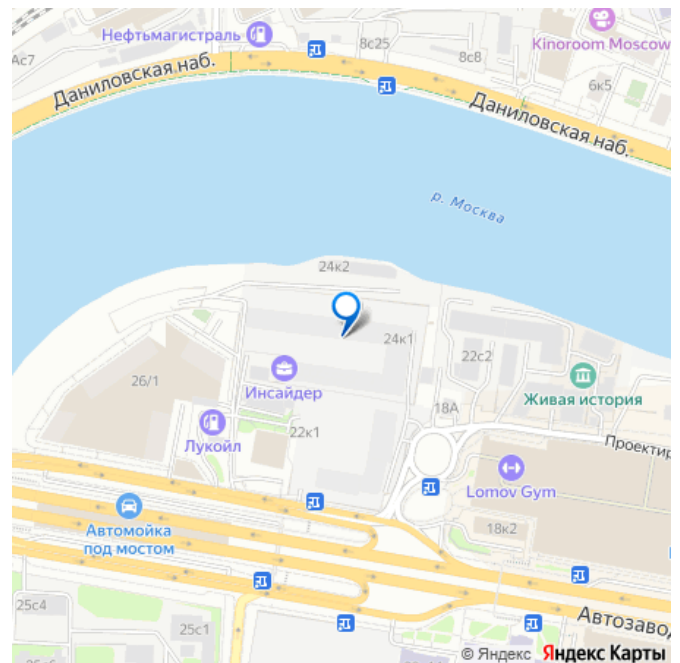 Нефтьмагистраль
8с25
8с8
Kinoroom Moscow
Ас7
6к5
Даниловская наб.
Даниловская наб.
р. Москва
24к2
24к1
22с2
26/1
Инсайдер
Живая история
18А
Лукойл
22к1
Проектир
Lomov Gym
18к2
Автомойка
под мостом
25с4
25с1
Автозавод
© Яндекс Яндекс Карты